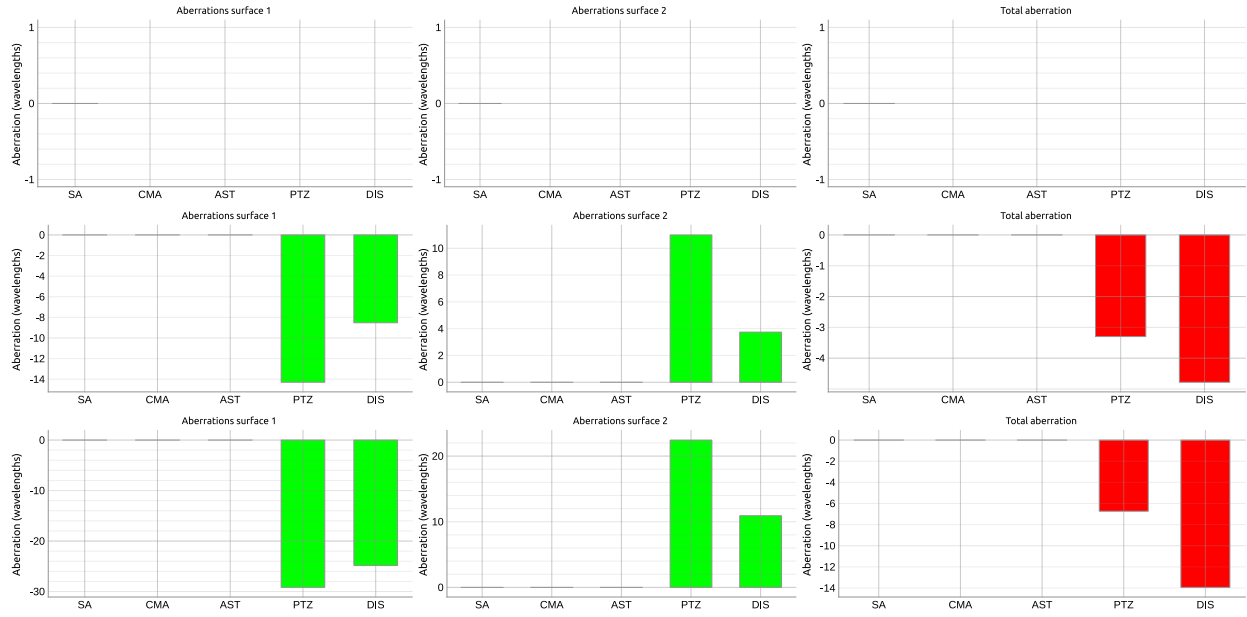 Aberrations surface 1
Aberration (wavelengths)
1
0
-1
SA CMA AST PTZ DIS
Aberrations surface 2
Aberration (wavelengths)
1
0
-1
SA CMA AST PTZ DIS
Total aberration
Aberration (wavelengths)
1
0
-1
SA CMA AST PTZ DIS
Aberrations surface 1
Aberration (wavelengths)
0
-2
-4
-6
-8
-10
-12
-14
SA CMA AST PTZ DIS
Aberrations surface 2
Aberration (wavelengths)
10
8
6
4
2
0
SA CMA AST PTZ DIS
Total aberration
Aberration (wavelengths)
0
-1
-2
-3
-4
SA CMA AST PTZ DIS
Aberrations surface 1
Aberration (wavelengths)
0
-10
-20
-30
SA CMA AST PTZ DIS
Aberrations surface 2
Aberration (wavelengths)
20
10
0
SA CMA AST PTZ DIS
Total aberration
Aberration (wavelengths)
0
-2
-4
-6
-8
-10
-12
-14
SA CMA AST PTZ DIS